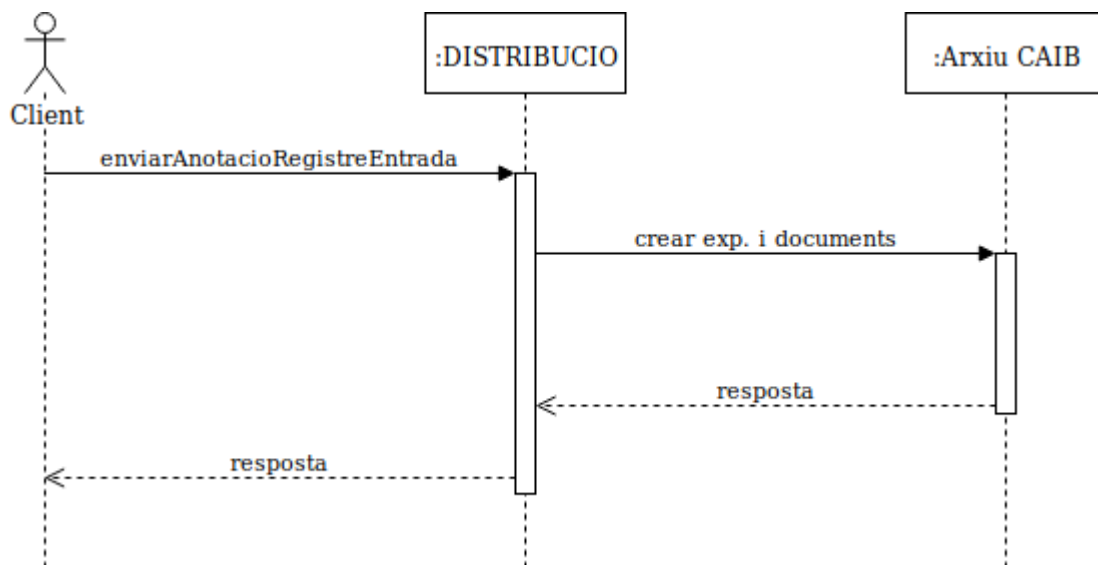 :DISTRIBUCIO
:Arxiu CAIB
Client
enviarAnotacioRegistreEntrada
crear exp. i documents
resposta
resposta